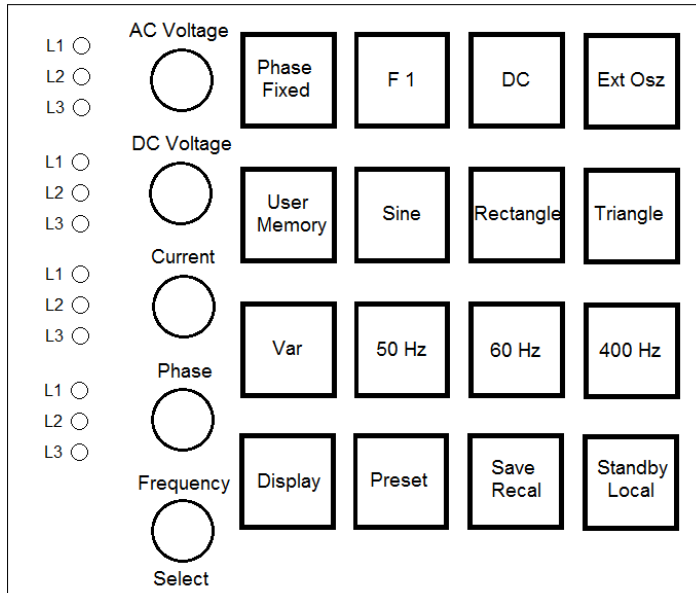 AC Voltage
L1
L2
L3
Phase
Fixed
F 1
DC
Ext Osz
DC Voltage
L1
L2
L3
User
Memory
Sine
Rectangle
Triangle
Current
L1
L2
L3
Var
50 Hz
60 Hz
400 Hz
Phase
L1
L2
L3
Frequency
Display
Preset
Save
Recal
Standby
Local
Select